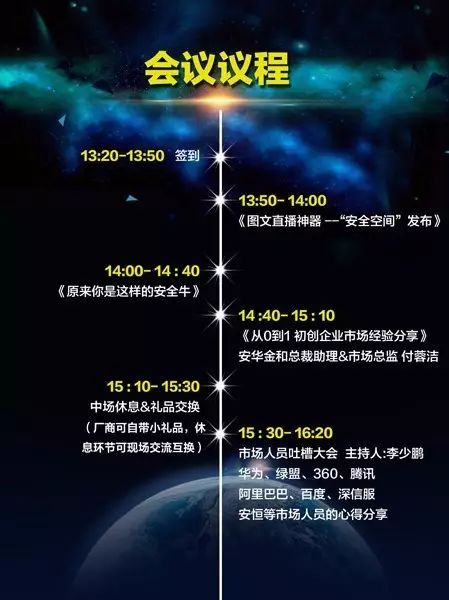 会议议程
13:20-13:50 签到
13:50-14:00
《图文直播神器--“安全空间”发布》
14:00-14:40
《原来你是这样的安全牛》
14:40-15:10
《从0到1 初创企业市场经验分享》
安华金和总裁助理&市场总监 付蓉洁
15:10-15:30
中场休息&礼品交换
（厂商可自带小礼品，休
息环节可现场交流互换）
15:30-16:20
市场人员吐槽大会 主持人:李少鹏
华为、绿盟、360、腾讯
阿里巴巴、百度、深信服
安恒等市场人员的心得分享